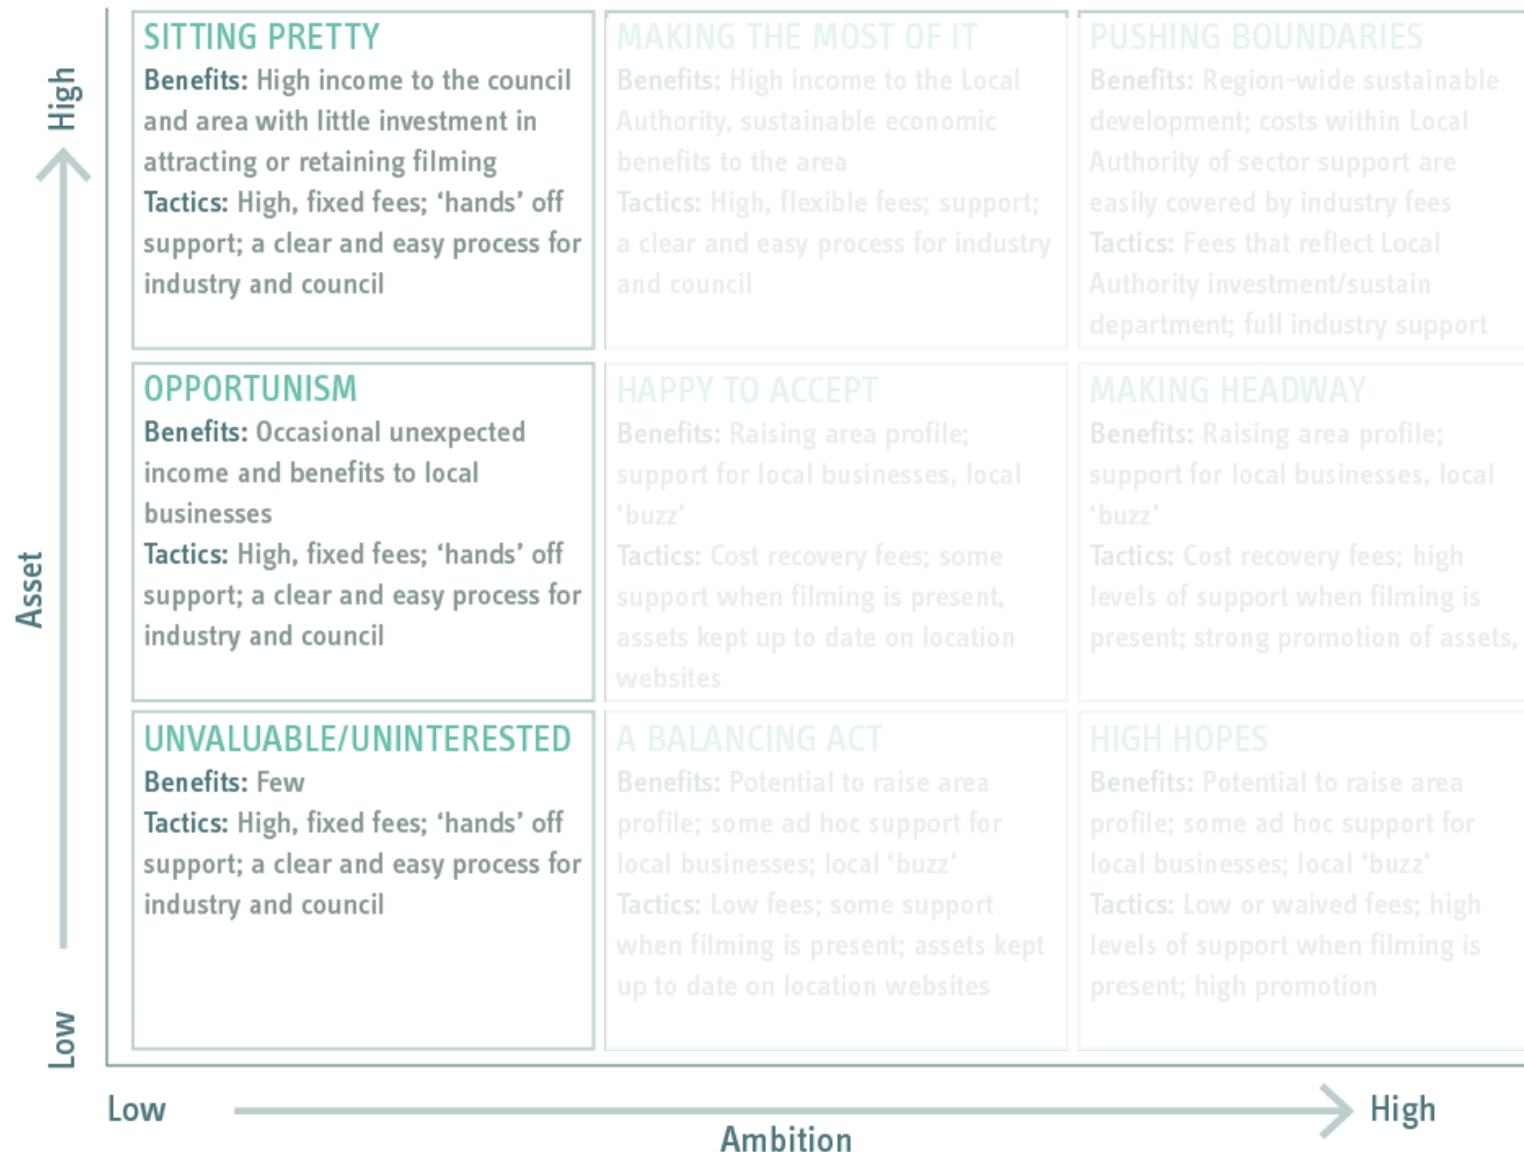 High
Asset
Low
SITTING PRETTY
Benefits: High income to the council
and area with little investment in
attracting or retaining filming
Tactics: High, fixed fees; ‘hands’ off
support; a clear and easy process for
industry and council
MAKING THE MOST OF IT
Benefits: High income to the Local
Authority, sustainable economic
benefits to the area
Tactics: High, flexible fees; support;
a clear and easy process for industry
and council
PUSHING BOUNDARIES
Benefits: Region-wide sustainable
development; costs within Local
Authority of sector support are
easily covered by industry fees
Tactics: Fees that reflect Local
Authority investment/sustain
department; full industry support
OPPORTUNISM
Benefits: Occasional unexpected
income and benefits to local
businesses
Tactics: High, fixed fees; ‘hands’ off
support; a clear and easy process for
industry and council
HAPPY TO ACCEPT
Benefits: Raising area profile;
support for local businesses, local
‘buzz’
Tactics: Cost recovery fees; some
support when filming is present,
assets kept up to date on location
websites
MAKING HEADWAY
Benefits: Raising area profile;
support for local businesses, local
‘buzz’
Tactics: Cost recovery fees; high
levels of support when filming is
present; strong promotion of assets,
UNVALUABLE/UNINTERESTED
Benefits: Few
Tactics: High, fixed fees; ‘hands’ off
support; a clear and easy process for
industry and council
A BALANCING ACT
Benefits: Potential to raise area
profile; some ad hoc support for
local businesses; local ‘buzz’
Tactics: Low fees; some support
when filming is present; assets kept
up to date on location websites
HIGH HOPES
Benefits: Potential to raise area
profile; some ad hoc support for
local businesses; local ‘buzz’
Tactics: Low or waived fees; high
levels of support when filming is
present; high promotion
Low
High
Ambition